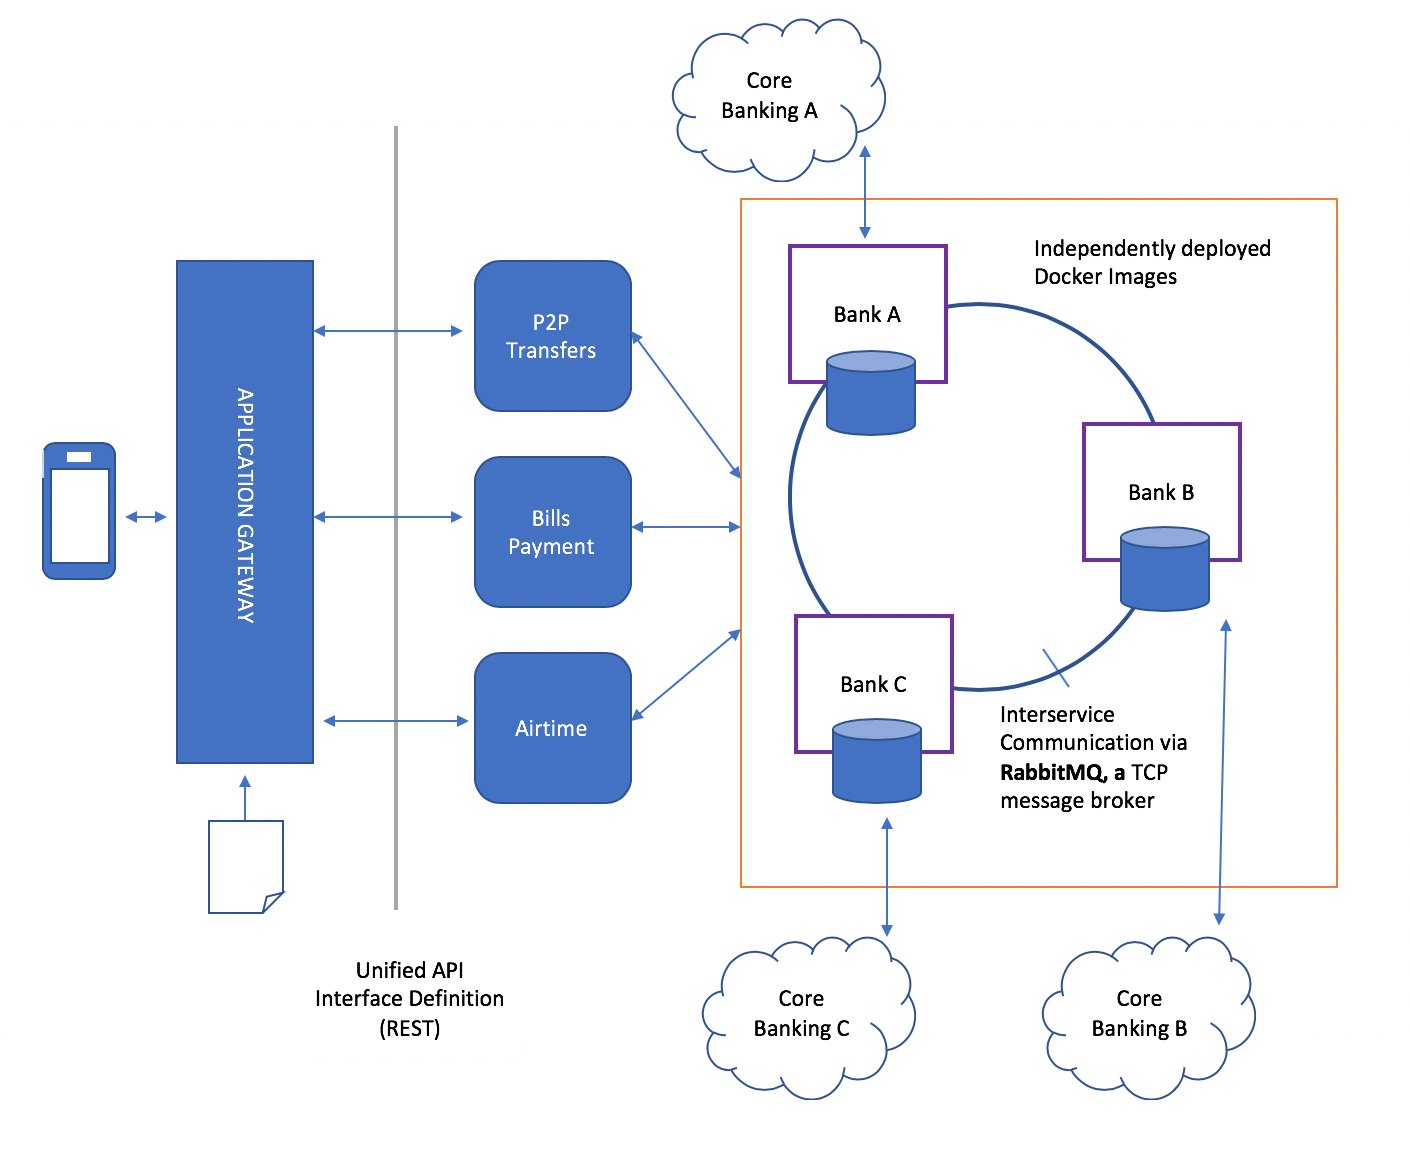 Core
Banking A
Independently deployed
Docker Images
Bank A
P2P
Transfers
APPLICATION GATEWAY
Bank B
Bills
Payment
Bank C
Airtime
Interservice
Communication via
RabbitMQ, a TCP
message broker
Unified API
Interface Definition
(REST)
Core
Banking C
Core
Banking B